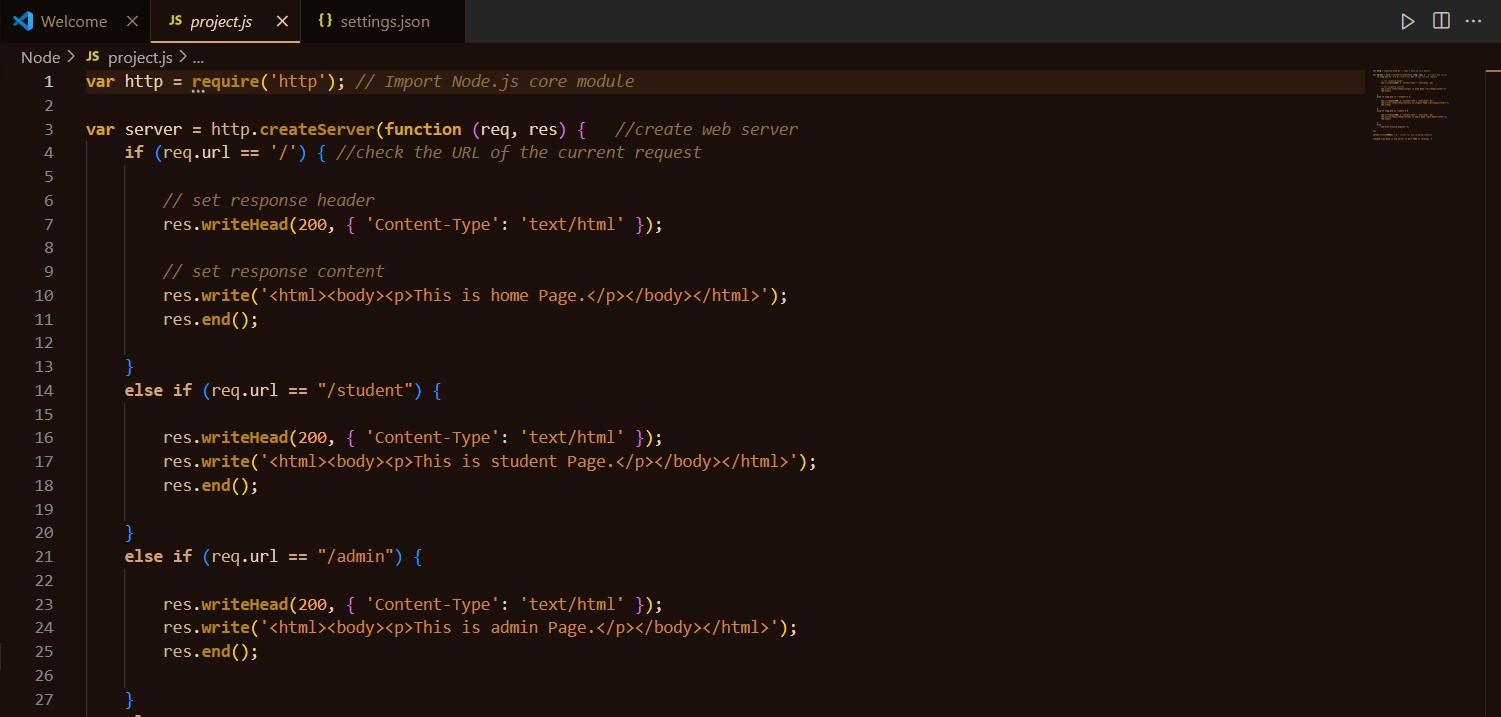 Welcome
JS project.js
{} settings.json
Node > JS project.js > ...
1 var http = require('http'); // Import Node.js core module
2
3 var server = http.createServer(function (req, res) {   //create web server
4     if (req.url == '/') { //check the URL of the current request
5
6         // set response header
7         res.writeHead(200, { 'Content-Type': 'text/html' });
8
9         // set response content
10         res.write('<html><body><p>This is home Page.</p></body></html>');
11         res.end();
12
13     }
14     else if (req.url == "/student") {
15
16         res.writeHead(200, { 'Content-Type': 'text/html' });
17         res.write('<html><body><p>This is student Page.</p></body></html>');
18         res.end();
19
20     }
21     else if (req.url == "/admin") {
22
23         res.writeHead(200, { 'Content-Type': 'text/html' });
24         res.write('<html><body><p>This is admin Page.</p></body></html>');
25         res.end();
26
27     }